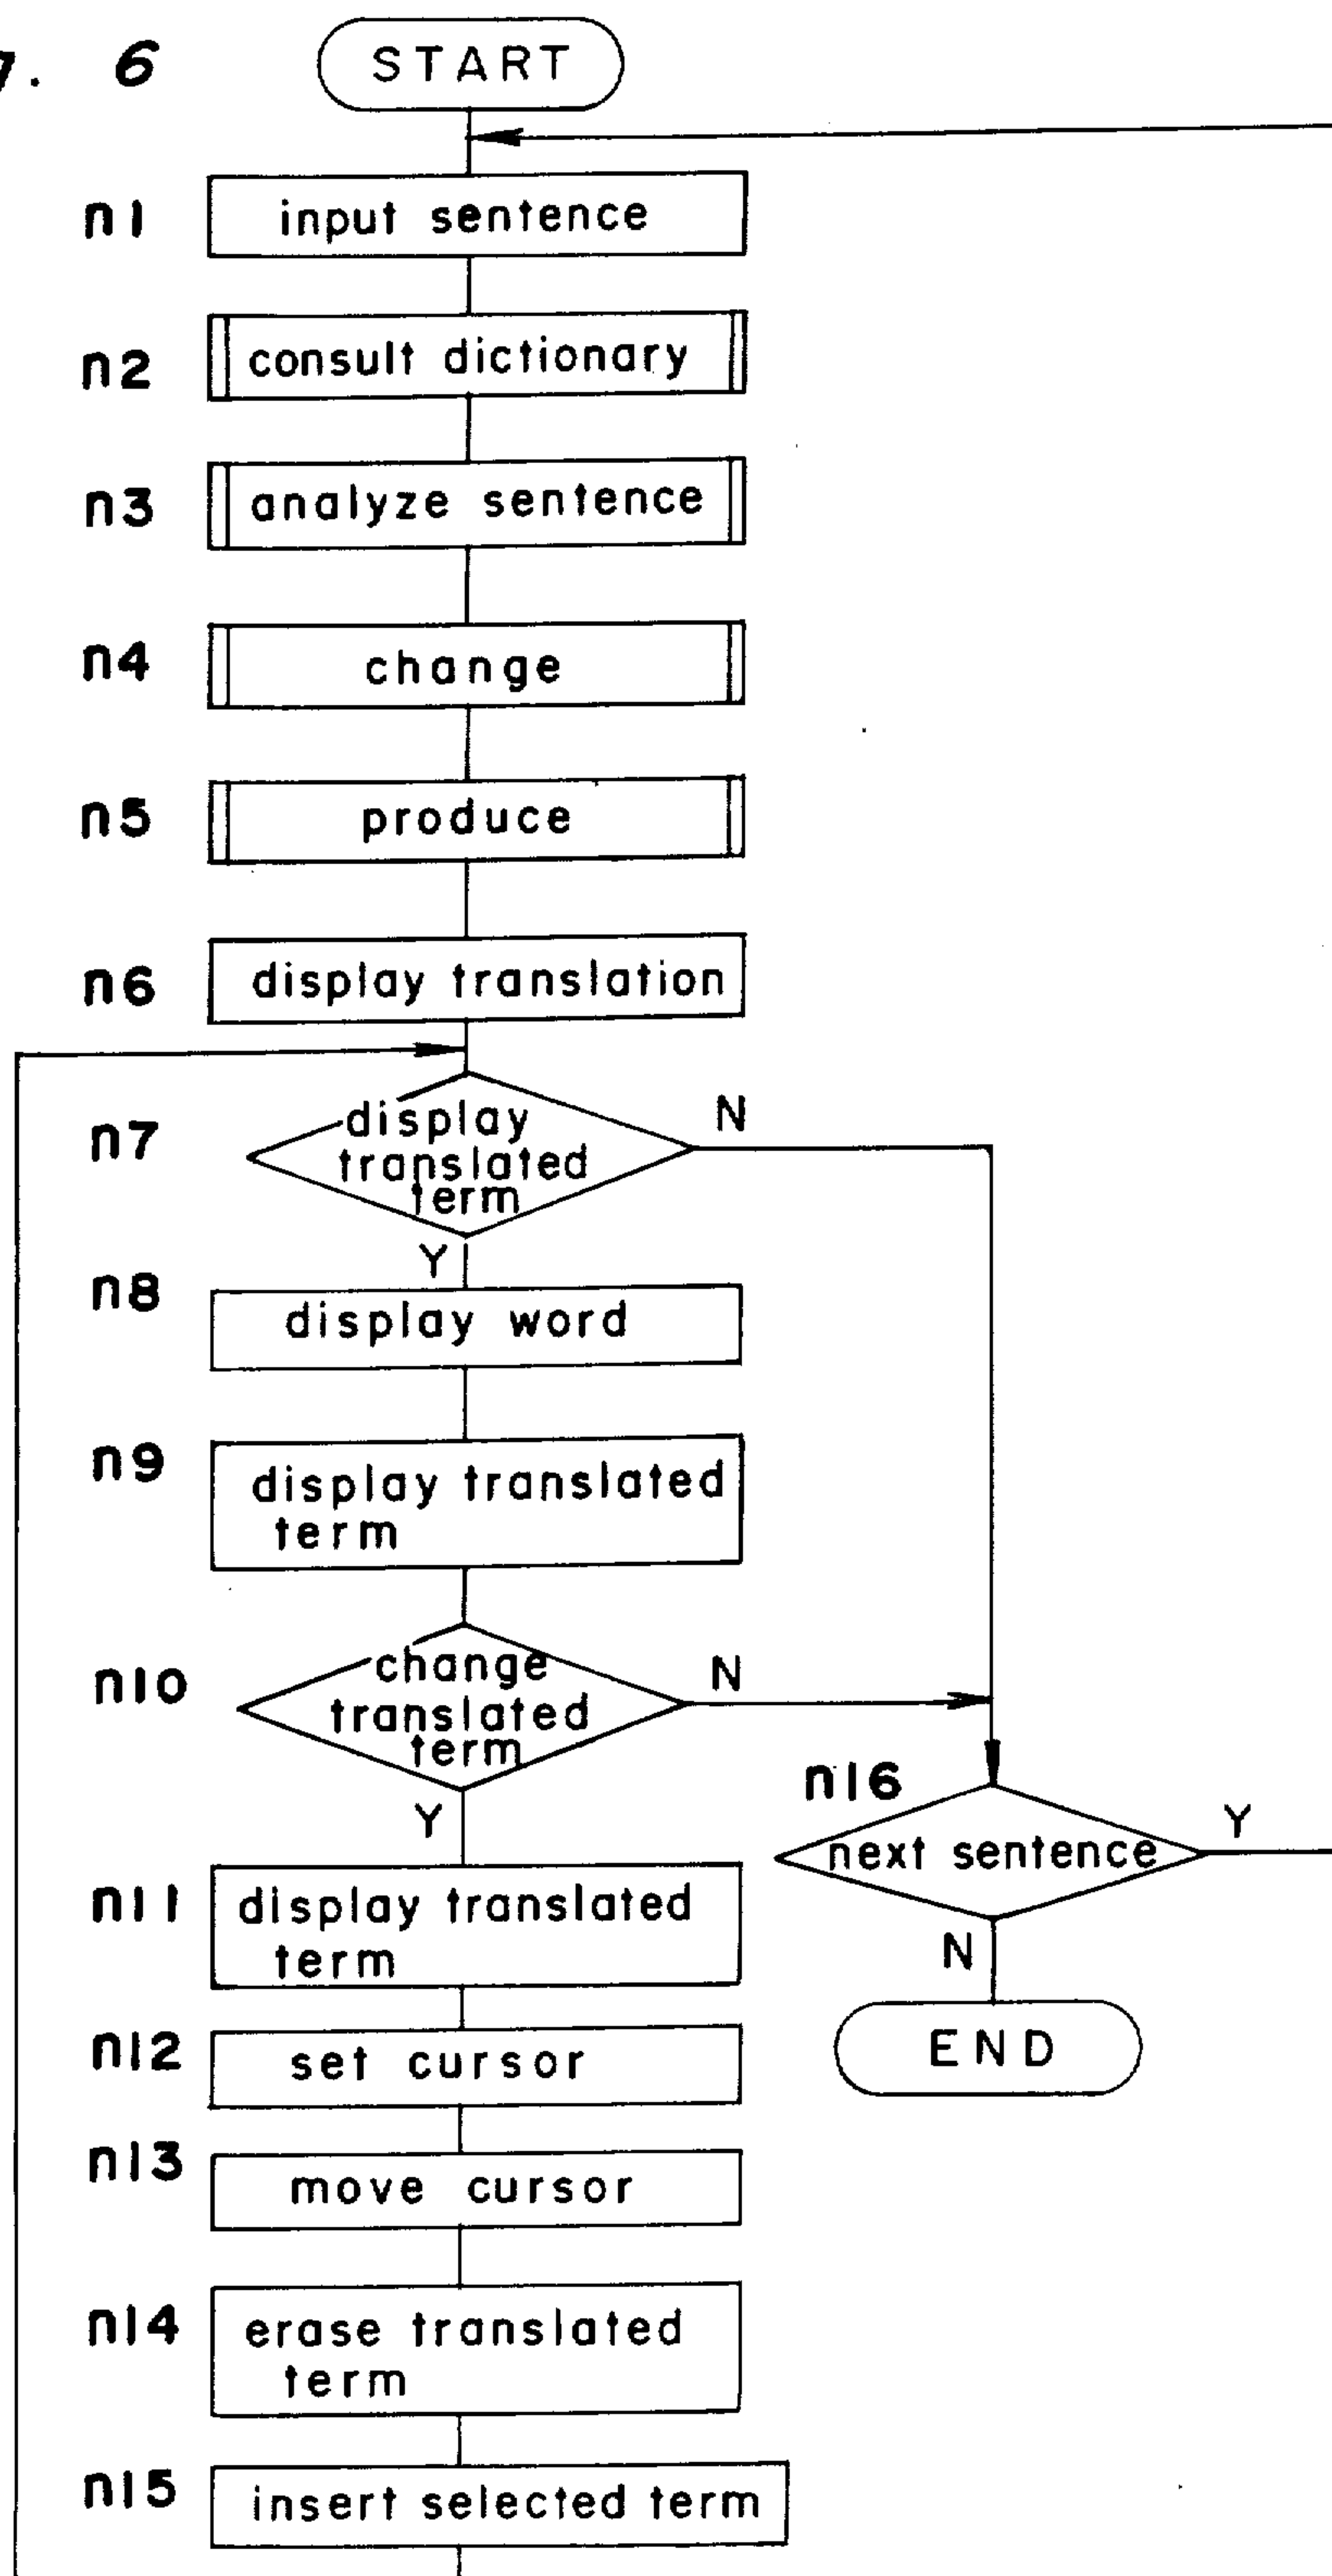 . 6
START
n1
input sentence
n2
consult dictionary
n3
analyze sentence
n4
change
n5
produce
n6
display translation
n7
display
translated
term
N
Y
n8
display word
n9
display translated
term
n10
change
translated
term
N
Y
n11
display translated
term
n12
set cursor
n13
move cursor
n14
erase translated
term
n15
insert selected term
n16
next sentence
Y
N
END